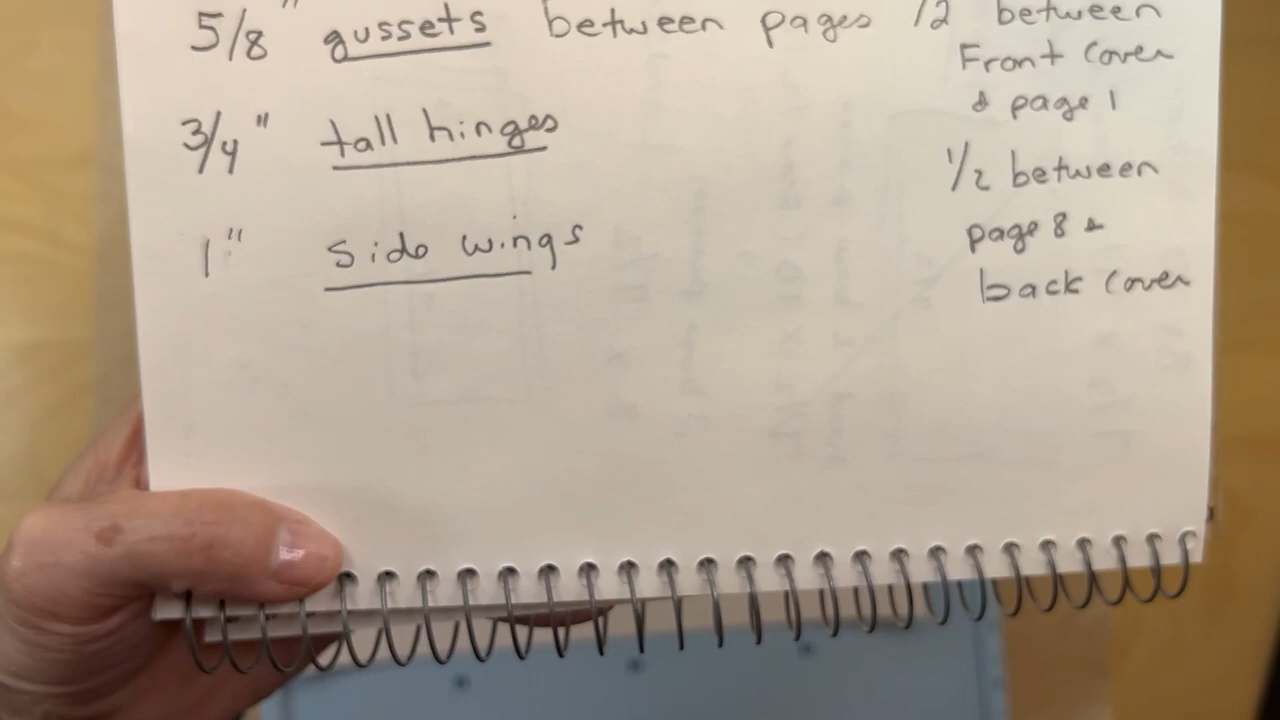 5/8" gussets between pages 1/2 between
Front cover
& page 1
3/4" tall hinges
1/2 between
page 8 &
back cover
1" side wings